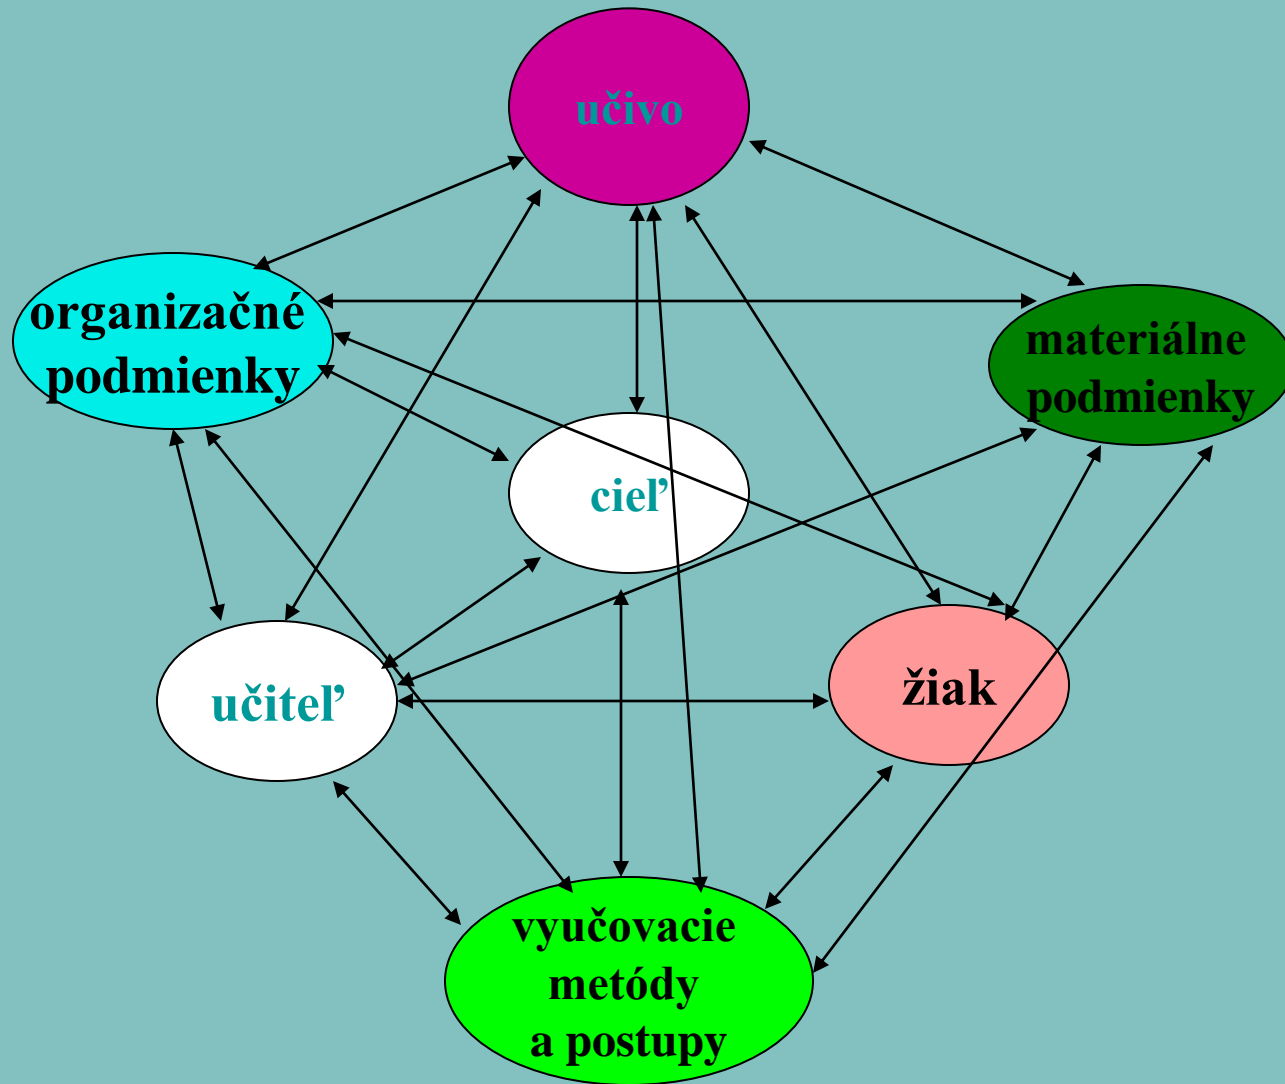 učivo
organizačné
podmienky
materiálne
podmienky
cieľ
učiteľ
žiak
vyučovacie
metódy
a postupy